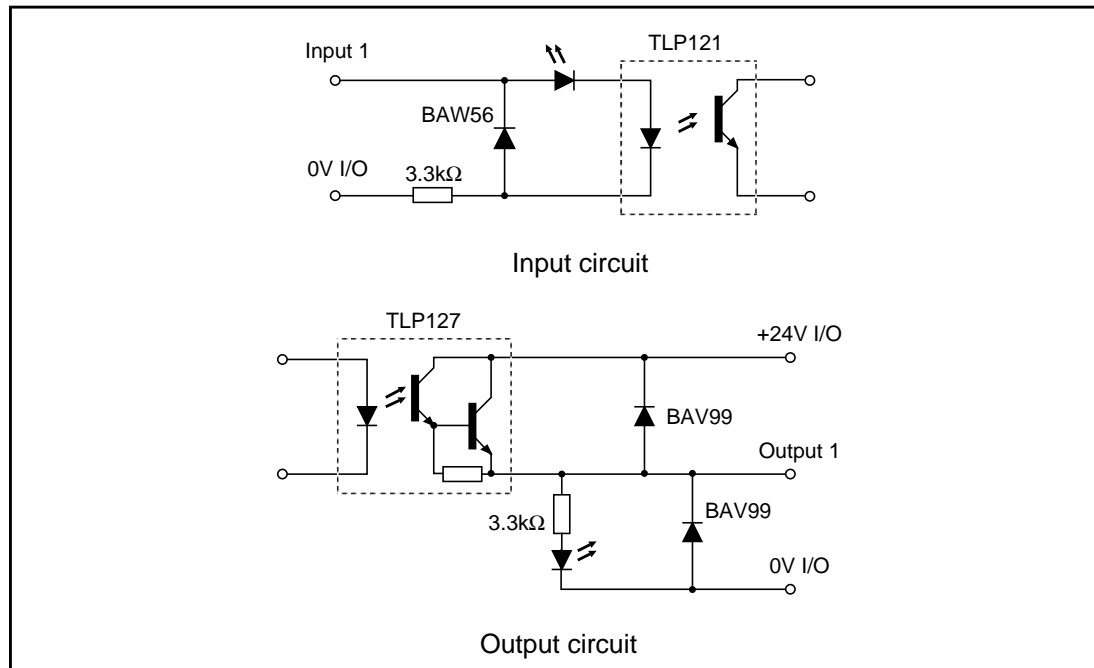 TLP121
Input 1
BAW56
0V I/O
3.3kΩ
Input circuit
TLP127
+24V I/O
BAV99
Output 1
3.3kΩ
BAV99
0V I/O
Output circuit